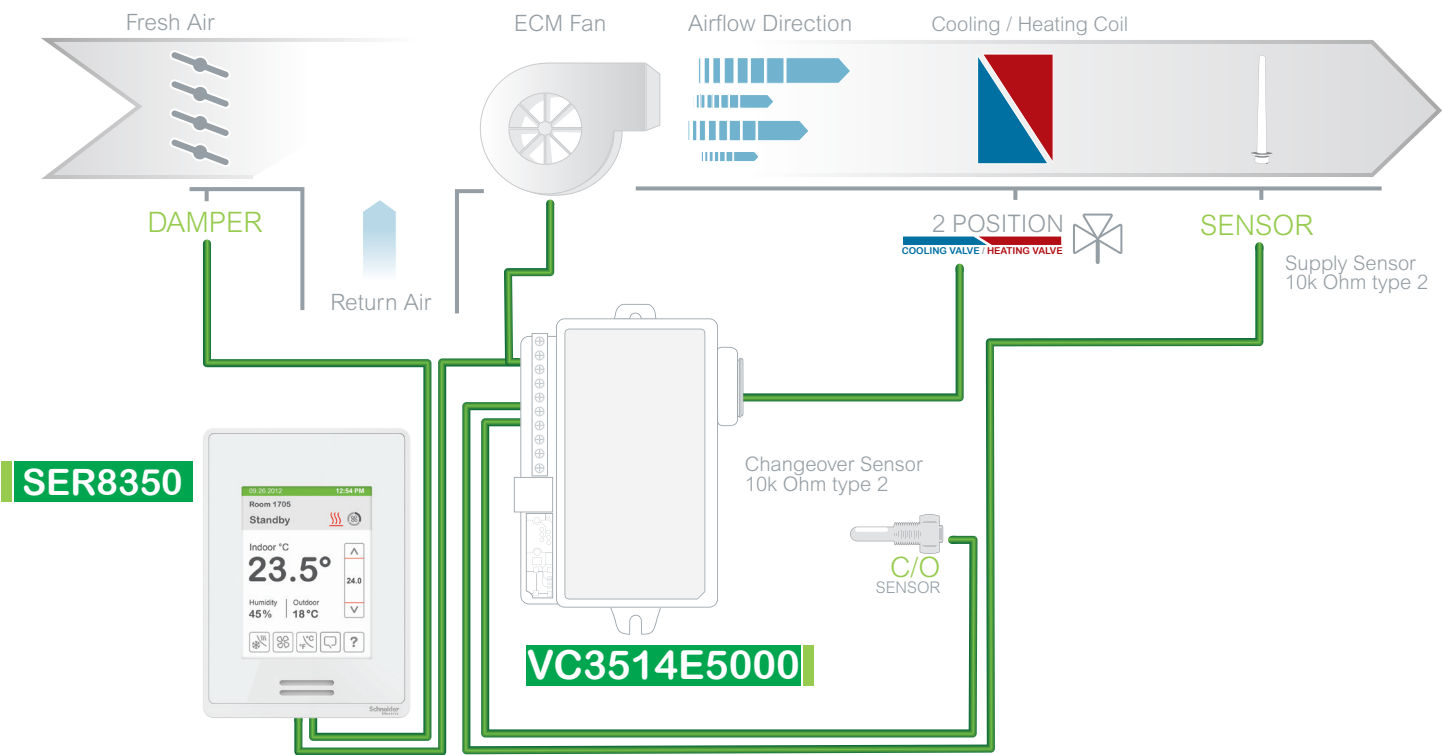 Fresh Air
ECM Fan
Airflow Direction
Cooling / Heating Coil
DAMPER
Return Air
2 POSITION
COOLING VALVE / HEATING VALVE
SENSOR
Supply Sensor
10k Ohm type 2
SER8350
09.26 2012 12:54 PM
Room 1705
Standby
Indoor °C
23.5°
24.0
Humidity
45%
Outdoor
18°C
°C
°F
?
Schneider
Electric
Changeover Sensor
10k Ohm type 2
C/O
SENSOR
VC3514E5000